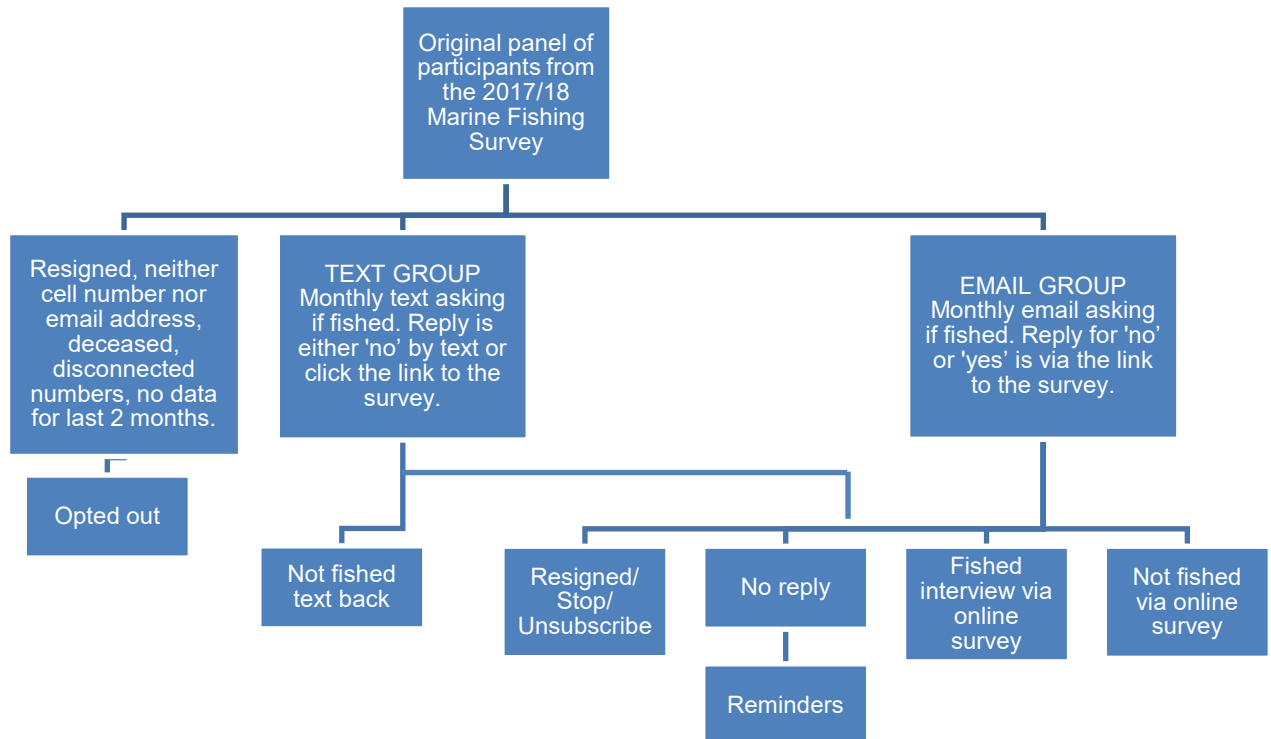 Original panel of
participants from
the 2017/18
Marine Fishing
Survey
Resigned, neither
cell number nor
email address,
deceased,
disconnected
numbers, no data
for last 2 months.
TEXT GROUP
Monthly text asking
if fished. Reply is
either 'no’ by text or
click the link to the
survey.
EMAIL GROUP
Monthly email asking
if fished. Reply for 'no’
or 'yes’ is via the link
to the survey.
Opted out
Not fished
text back
Resigned/
Stop/
Unsubscribe
No reply
Fished
interview via
online
survey
Not fished
via online
survey
Reminders